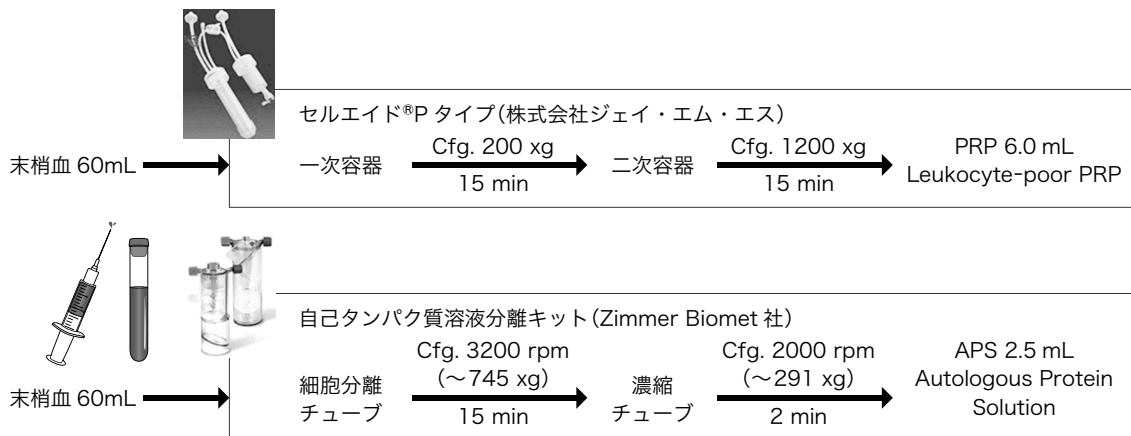 セルエイド®P タイプ（株式会社ジェイ・エム・エス）
末梢血 60mL
一次容器
Cfg. 200 xg
15 min
二次容器
Cfg. 1200 xg
15 min
PRP 6.0 mL
Leukocyte-poor PRP
自己タンパク質溶液分離キット（Zimmer Biomet 社）
末梢血 60mL
細胞分離
チューブ
Cfg. 3200 rpm
（～745 xg）
15 min
濃縮
チューブ
Cfg. 2000 rpm
（～291 xg）
2 min
APS 2.5 mL
Autologous Protein
Solution